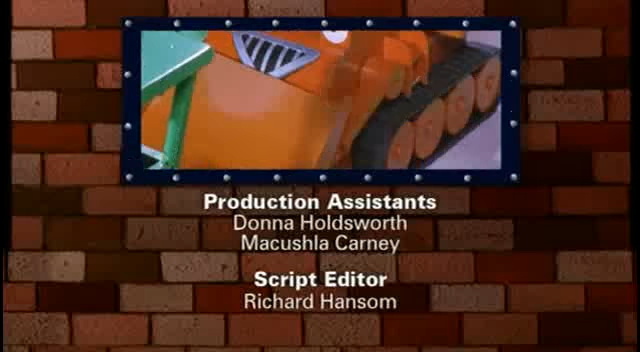 Production Assistants
Donna Holdsworth
Macushla Carney
Script Editor
Richard Hansom